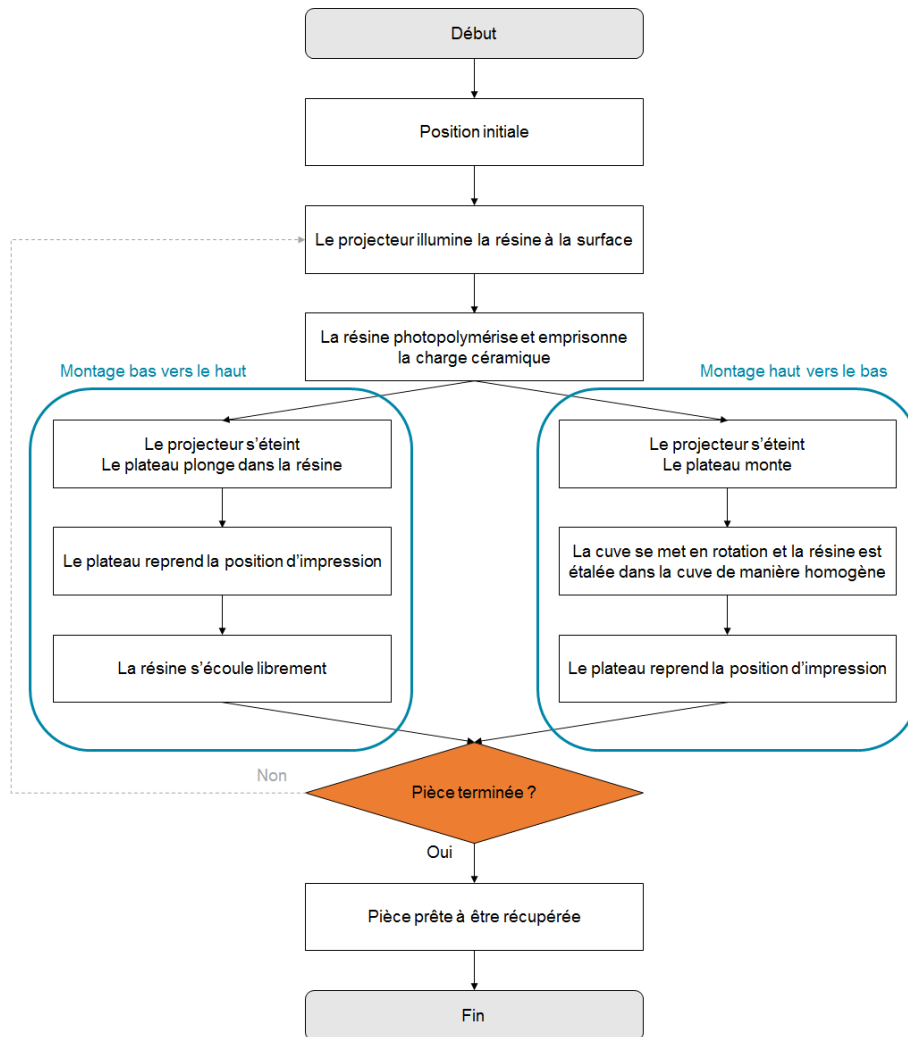 Début
Position initiale
Le projecteur illumine la résine à la surface
La résine photopolymérise et emprisonne
la charge céramique
Montage bas vers le haut
Montage haut vers le bas
Le projecteur s’éteint
Le plateau plonge dans la résine
Le plateau reprend la position d’impression
La résine s’écoule librement
Le projecteur s’éteint
Le plateau monte
La cuve se met en rotation et la résine est
étalée dans la cuve de manière homogène
Le plateau reprend la position d’impression
Non
Pièce terminée ?
Oui
Pièce prête à être récupérée
Fin